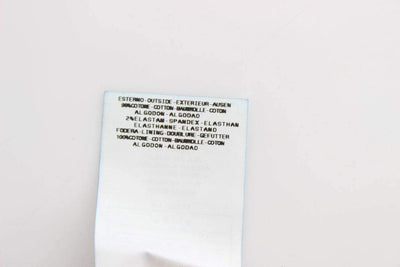 ESTERNO-OUTSIDE-EXTERIEUR-AUSEN
98%COTONE-COTTON-BAUMWOLLE-COTON
ALGODON-ALGODAO
2%ELASTAN-SPANDEX-ELASTHAN
ELASTHANNE-ELASTANO
FODERA-LINING-DOUBLURE-GEFUTTER
100%COTONE-COTTON-BAUMWOLLE-COTON
ALGODON-ALGODAO